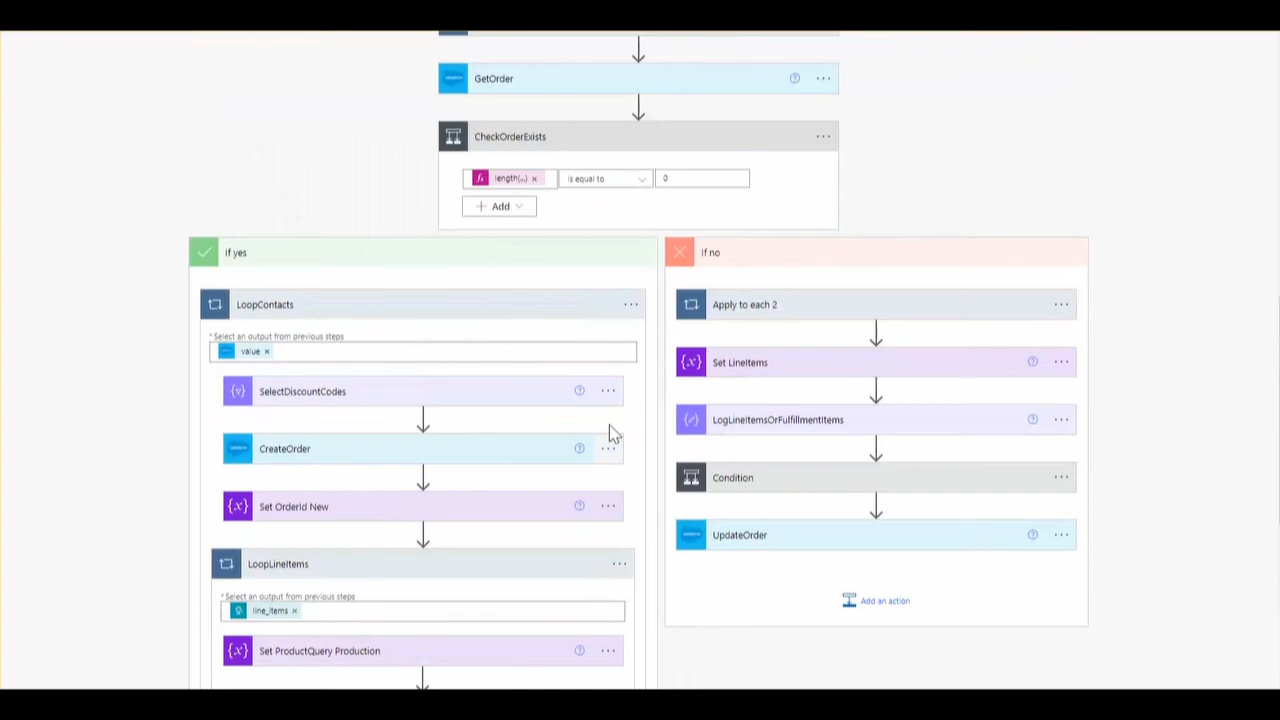 GetOrder
CheckOrderExists
length(...) is equal to 0
Add
If yes
LoopContacts
*Select an output from previous steps
value
SelectDiscountCodes
CreateOrder
Set OrderId New
LoopLineItems
*Select an output from previous steps
line_items
Set ProductQuery Production
If no
Apply to each 2
Set LineItems
LogLineItemsOrFulfillmentItems
Condition
UpdateOrder
Add an action